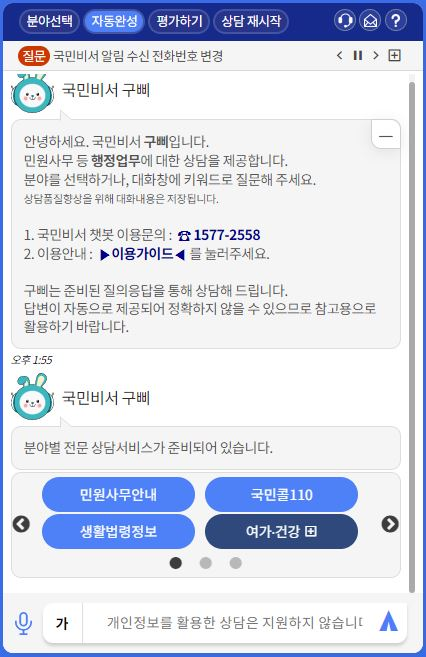 분야선택 자동완성 평가하기 상담 재시작 ?
질문 국민비서 알림 수신 전화번호 변경
국민비서 구삐
안녕하세요. 국민비서 구삐입니다.
민원사무 등 행정업무에 대한 상담을 제공합니다.
분야를 선택하거나, 대화창에 키워드로 질문해 주세요.
상담품질향상을 위해 대화내용은 저장됩니다.
1. 국민비서 챗봇 이용문의 : ☎ 1577-2558
2. 이용안내 : ▶이용가이드◀ 를 눌러주세요.
구삐는 준비된 질의응답을 통해 상담해 드립니다.
답변이 자동으로 제공되어 정확하지 않을 수 있으므로 참고용으로
활용하기 바랍니다.
오후 1:55
국민비서 구삐
분야별 전문 상담서비스가 준비되어 있습니다.
민원사무안내 국민콜110
생활법령정보 여가·건강
가 개인정보를 활용한 상담은 지원하지 않습니다